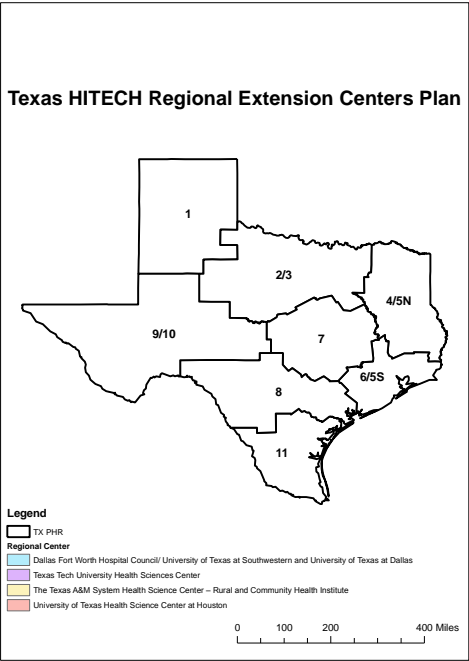 Texas HITECH Regional Extension Centers Plan
1
2/3
4/5N
9/10
7
6/5S
8
11
Legend
TX PHR
Regional Center
Dallas Fort Worth Hospital Council/ University of Texas at Southwestern and University of Texas at Dallas
Texas Tech University Health Sciences Center
The Texas A&M System Health Science Center – Rural and Community Health Institute
University of Texas Health Science Center at Houston
0 100 200 400 Miles